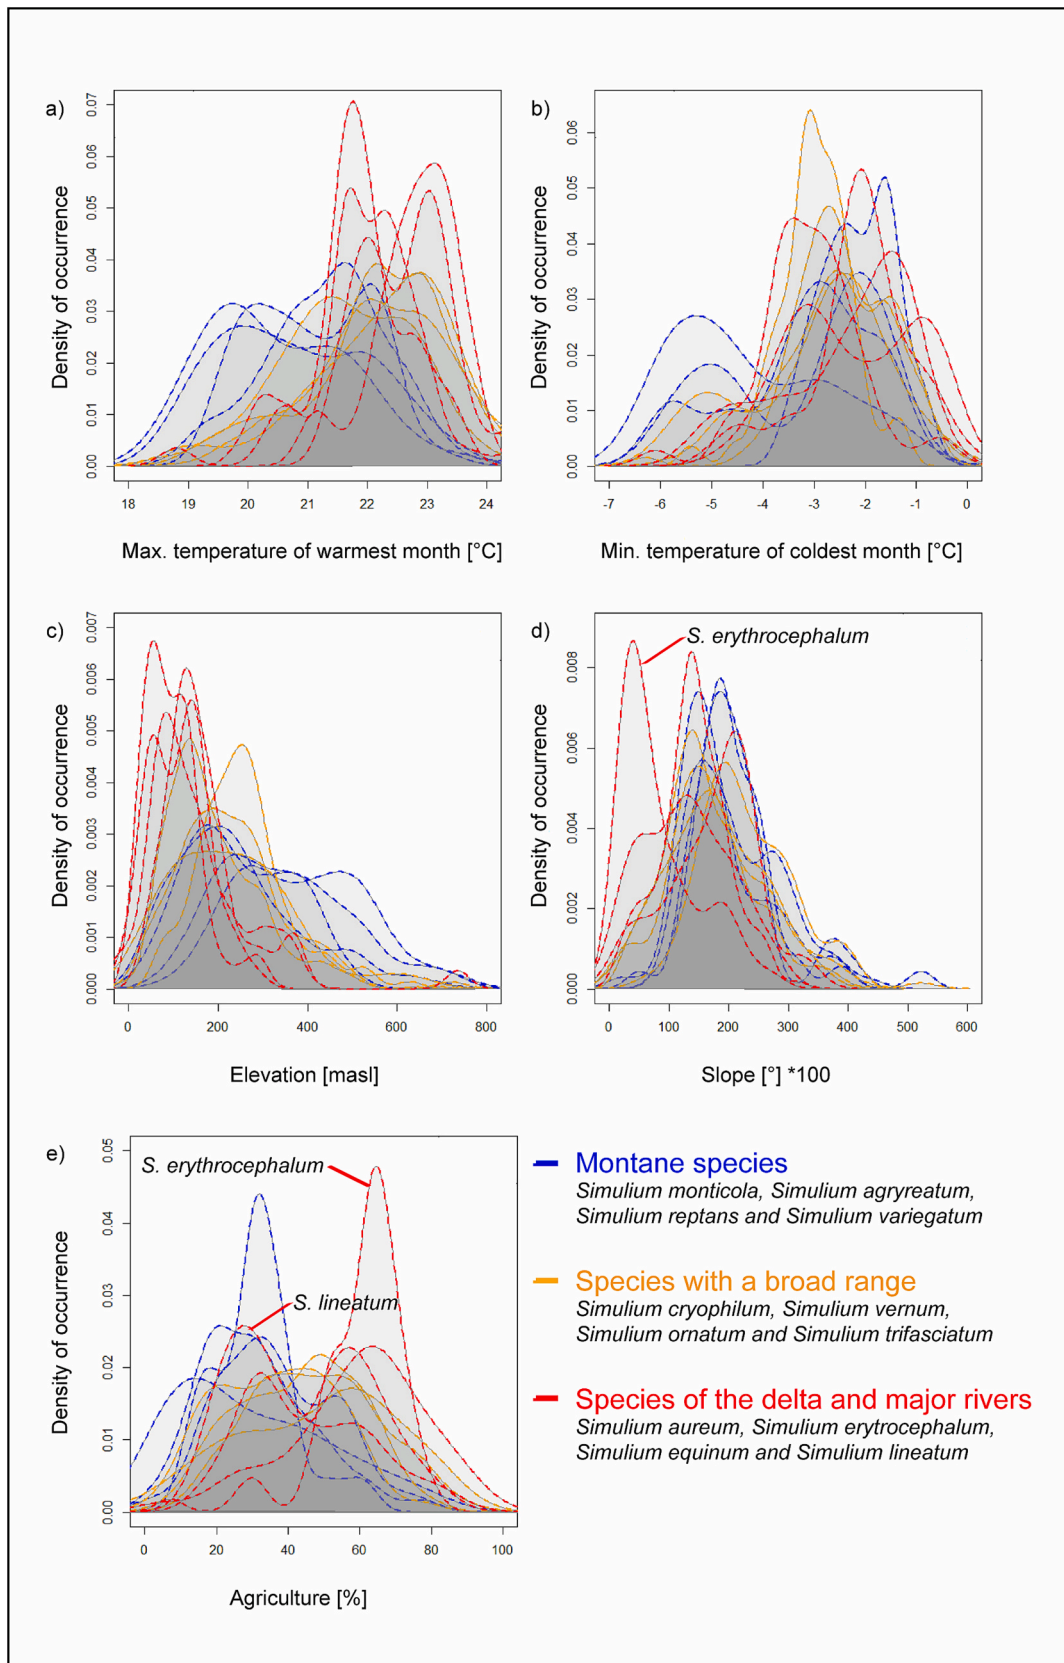 a)
Density of occurrence
0.00
0.01
0.02
0.03
0.04
0.05
0.06
0.07
18
19
20
21
22
23
24
Max. temperature of warmest month [°C]
b)
Density of occurrence
0.00
0.01
0.02
0.03
0.04
0.05
0.06
-7
-6
-5
-4
-3
-2
-1
0
Min. temperature of coldest month [°C]
c)
Density of occurrence
0.000
0.001
0.002
0.003
0.004
0.005
0.006
0.007
0
200
400
600
800
Elevation [masl]
d)
S. erythrocephalum
Density of occurrence
0.000
0.002
0.004
0.006
0.008
0
100
200
300
400
500
600
Slope [°] *100
e)
S. erythrocephalum
S. lineatum
Density of occurrence
0.00
0.01
0.02
0.03
0.04
0.05
0
20
40
60
80
100
Agriculture [%]
Montane species
Simulium monticola, Simulium agryreatum,
Simulium reptans and Simulium variegatum
Species with a broad range
Simulium cryophilum, Simulium vernum,
Simulium ornatum and Simulium trifasciatum
Species of the delta and major rivers
Simulium aureum, Simulium erytrocephalum,
Simulium equinum and Simulium lineatum